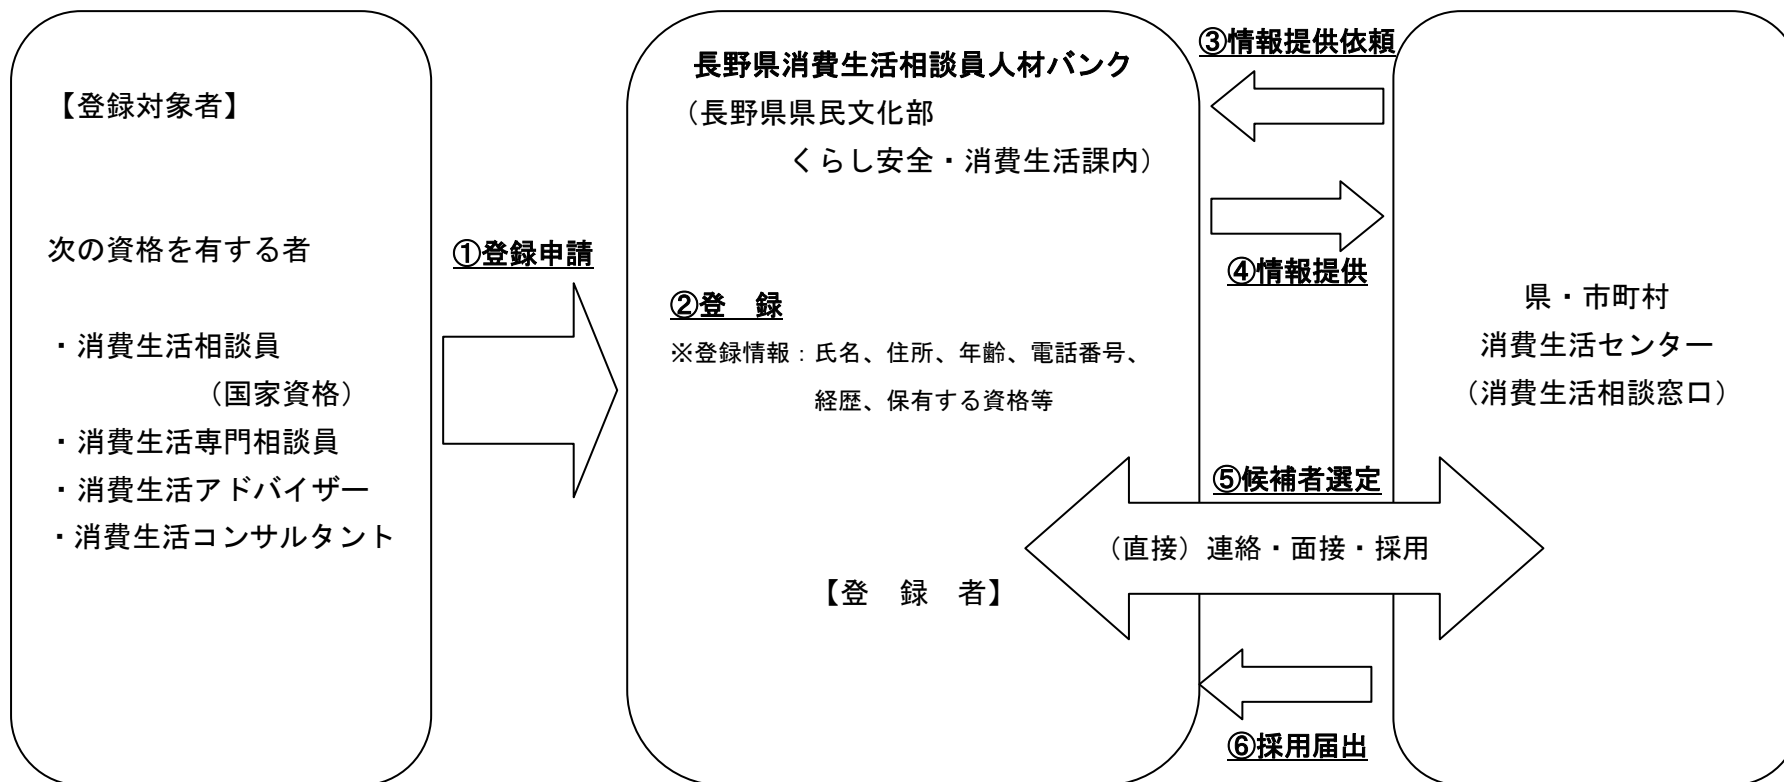 【登録対象者】
次の資格を有する者
・消費生活相談員
（国家資格）
・消費生活専門相談員
・消費生活アドバイザー
・消費生活コンサルタント
①登録申請
長野県消費生活相談員人材バンク
（長野県県民文化部
くらし安全・消費生活課内）
②登　録
※登録情報：氏名、住所、年齢、電話番号、
経歴、保有する資格等
【登　録　者】
③情報提供依頼
④情報提供
⑤候補者選定
（直接）連絡・面接・採用
⑥採用届出
県・市町村
消費生活センター
（消費生活相談窓口）